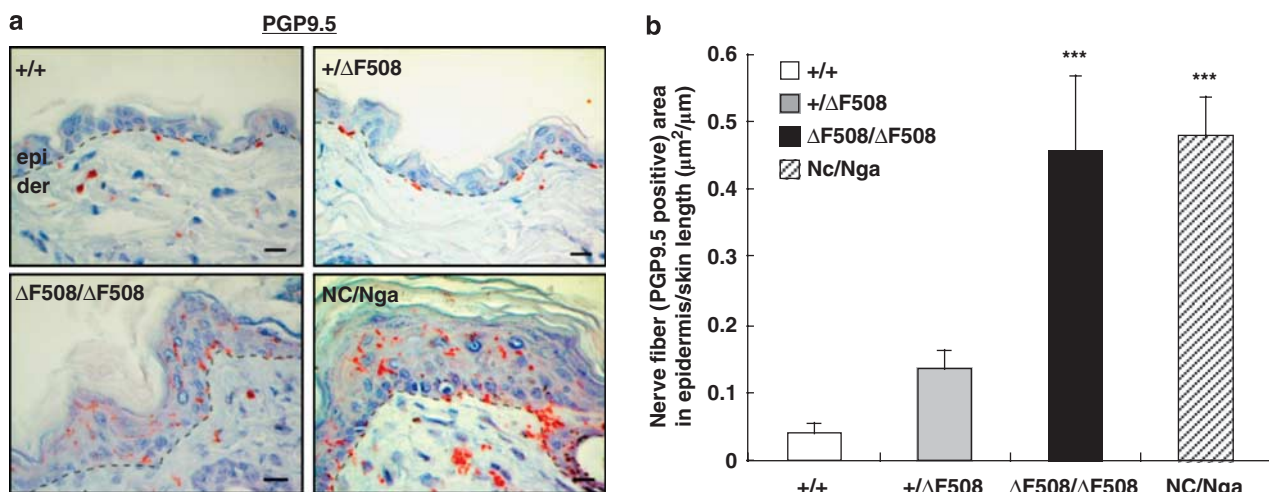 a
PGP9.5
+/+
epi
der
+/ΔF508
ΔF508/ΔF508
NC/Nga
b
Nerve fiber (PGP9.5 positive) area
in epidermis/skin length (μm²/μm)
0.6
0.5
0.4
0.3
0.2
0.1
0
+/+
+/ΔF508
ΔF508/ΔF508
Nc/Nga
***
***
+/+
+/ΔF508
ΔF508/ΔF508
NC/Nga